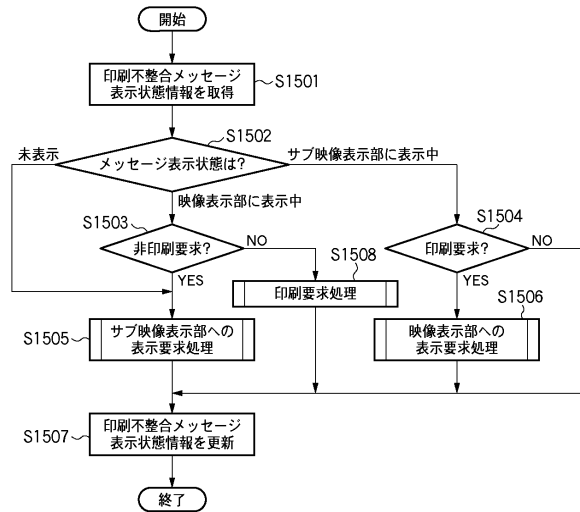 開始
印刷不整合メッセージ
表示状態情報を取得
S1501
S1502
メッセージ表示状態は?
未表示
サブ映像表示部に表示中
映像表示部に表示中
S1503
非印刷要求?
NO
YES
S1504
印刷要求?
NO
YES
S1508
印刷要求処理
S1505
サブ映像表示部への
表示要求処理
S1506
映像表示部への
表示要求処理
S1507
印刷不整合メッセージ
表示状態情報を更新
終了